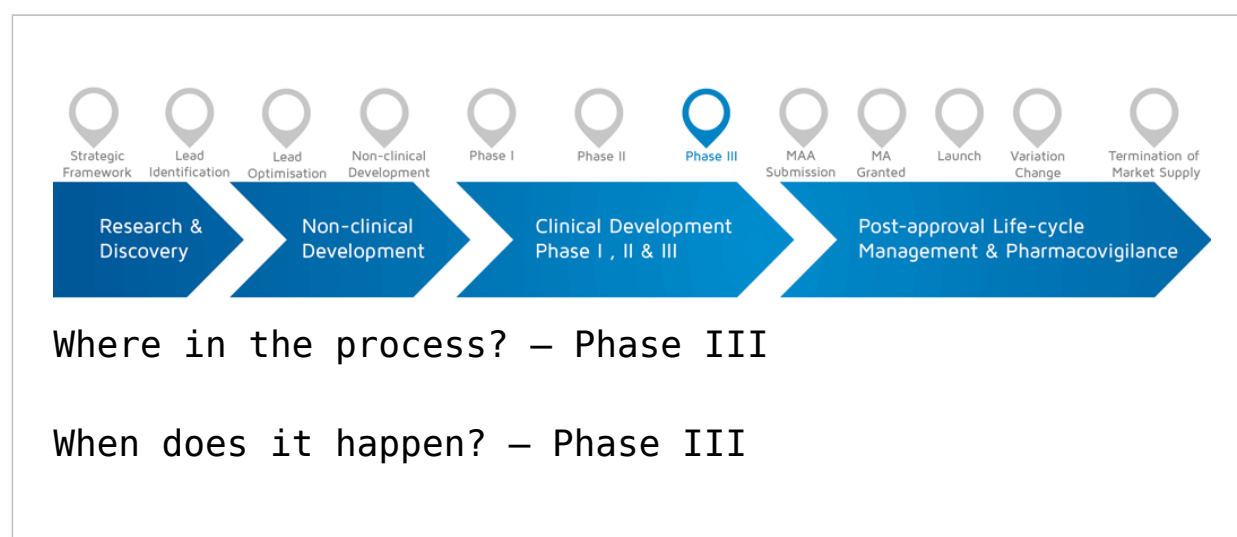 Strategic
Framework
Lead
Identification
Lead
Optimisation
Non-clinical
Development
Phase I
Phase II
Phase III
MAA
Submission
MA
Granted
Launch
Variation
Change
Termination of
Market Supply
Research &
Discovery
Non-clinical
Development
Clinical Development
Phase I , II & III
Post-approval Life-cycle
Management & Pharmacovigilance
Where in the process? – Phase III
When does it happen? – Phase III